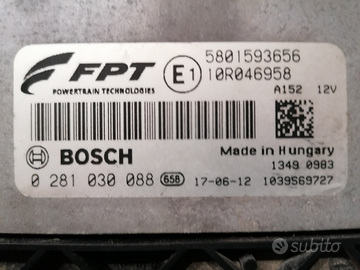 FPT
POWERTRAIN TECHNOLOGIES
E1
5801593656
10R046958
A152 12V
BOSCH
Made in Hungary
1349 0983
0 281 030 088 658 17-06-12 1039S69727
subito